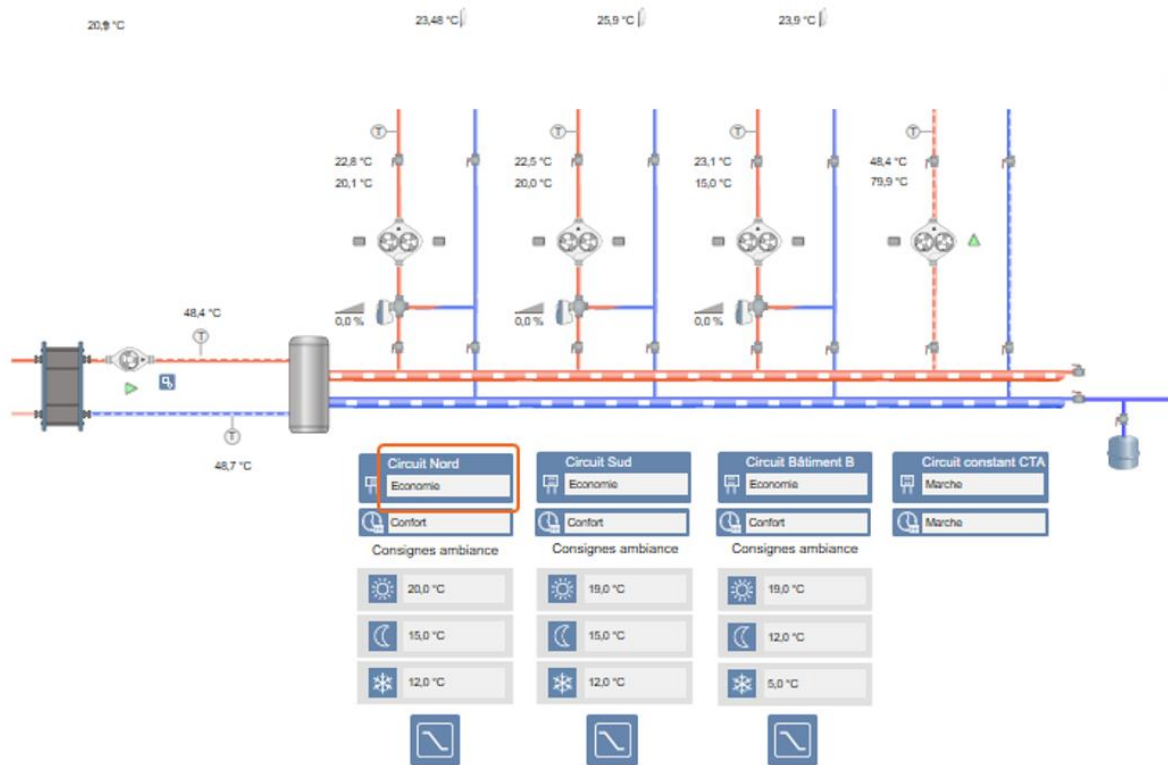 20,9 °C
23,48 °C
25,9 °C
23,9 °C
T
T
T
T
22,8 °C
20,1 °C
22,5 °C
20,0 °C
23,1 °C
15,0 °C
48,4 °C
79,9 °C
0,0 %
0,0 %
0,0 %
48,4 °C
T
T
48,7 °C
Circuit Nord
Economie
Confort
Consignes ambiance
20,0 °C
15,0 °C
12,0 °C
Circuit Sud
Economie
Confort
Consignes ambiance
19,0 °C
15,0 °C
12,0 °C
Circuit Bâtiment B
Economie
Confort
Consignes ambiance
19,0 °C
12,0 °C
5,0 °C
Circuit constant CTA
Marche
Marche